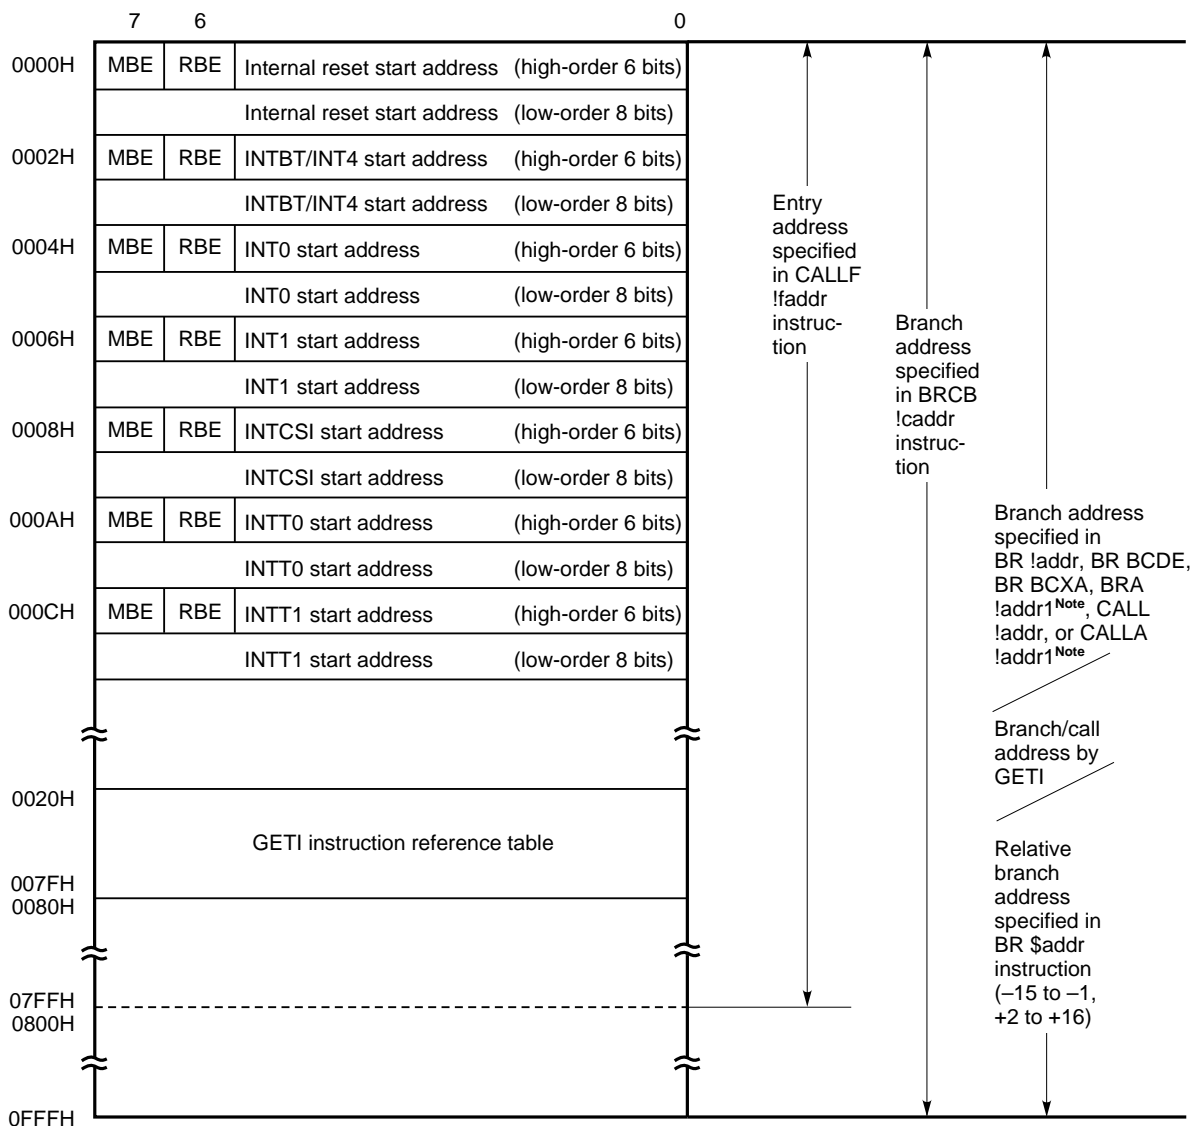 7 6 0
0000H MBE RBE Internal reset start address (high-order 6 bits)
Internal reset start address (low-order 8 bits)
0002H MBE RBE INTBT/INT4 start address (high-order 6 bits)
INTBT/INT4 start address (low-order 8 bits)
0004H MBE RBE INT0 start address (high-order 6 bits)
INT0 start address (low-order 8 bits)
0006H MBE RBE INT1 start address (high-order 6 bits)
INT1 start address (low-order 8 bits)
0008H MBE RBE INTCSI start address (high-order 6 bits)
INTCSI start address (low-order 8 bits)
000AH MBE RBE INTT0 start address (high-order 6 bits)
INTT0 start address (low-order 8 bits)
000CH MBE RBE INTT1 start address (high-order 6 bits)
INTT1 start address (low-order 8 bits)
0020H
GETI instruction reference table
007FH
0080H
07FFH
0800H
0FFFH
Entry
address
specified
in CALLF
!faddr
instruc-
tion
Branch
address
specified
in BRCB
!caddr
instruc-
tion
Branch address
specified in
BR !addr, BR BCDE,
BR BCXA, BRA
!addr1Note, CALL
!addr, or CALLA
!addr1Note
Branch/call
address by
GETI
Relative
branch
address
specified in
BR $addr
instruction
(–15 to –1,
+2 to +16)